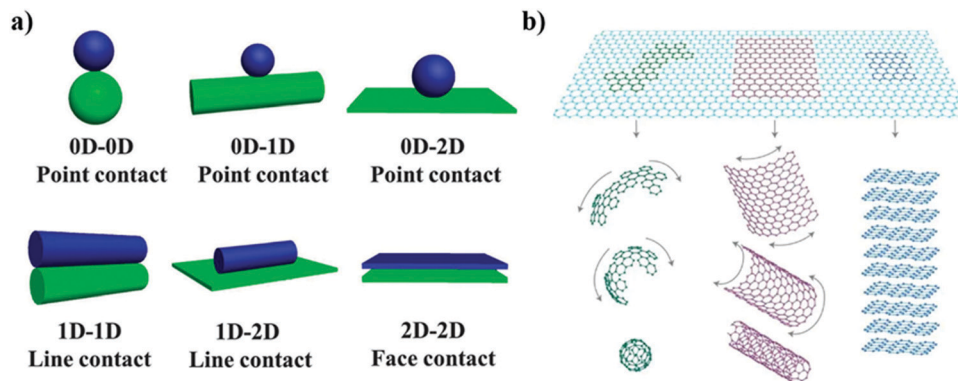 a)
0D-0D
Point contact
0D-1D
Point contact
0D-2D
Point contact
1D-1D
Line contact
1D-2D
Line contact
2D-2D
Face contact
b)